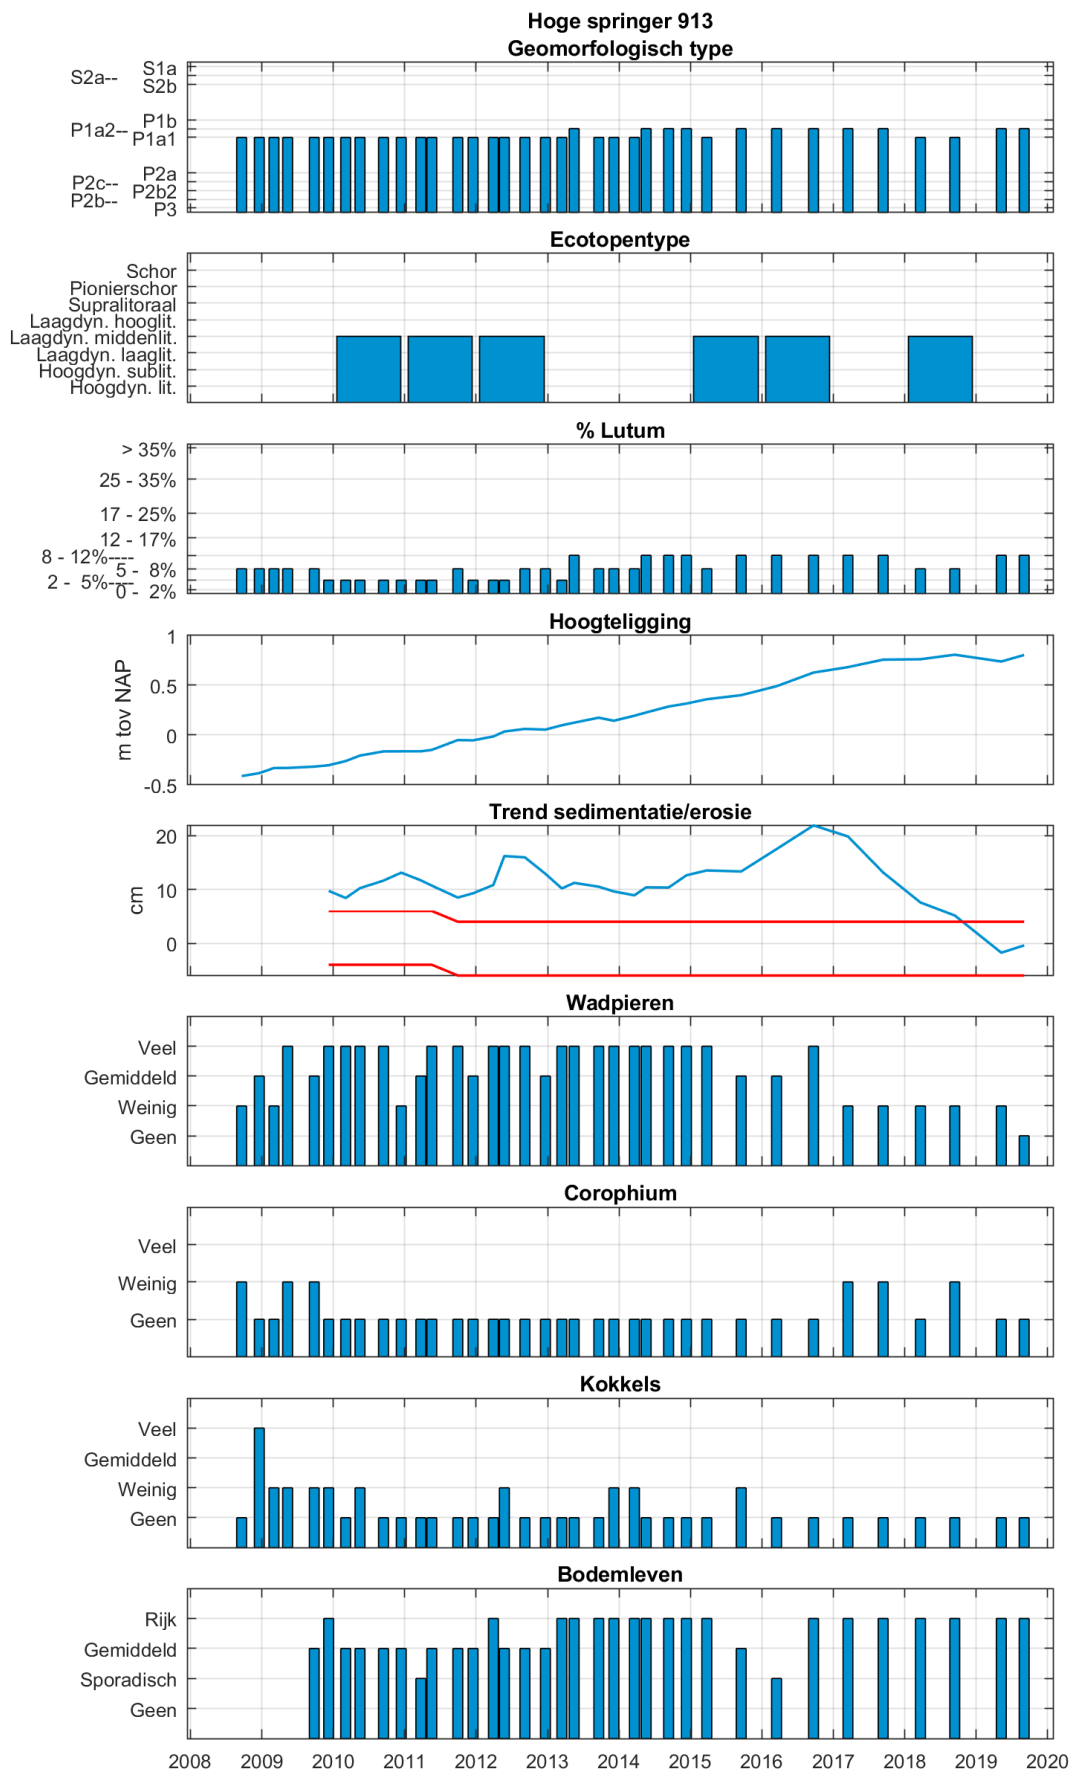 Hoge springer 913
Geomorfologisch type
S1a
S2a--
S2b
P1b
P1a2--
P1a1
P2a
P2c--
P2b2
P2b--
P3
Ecotopentype
Schor
Pionierschor
Supralitoraal
Laagdyn. hooglit.
Laagdyn. middenlit.
Laagdyn. laaglit.
Hoogdyn. sublit.
Hoogdyn. lit.
% Lutum
> 35%
25 - 35%
17 - 25%
12 - 17%
8 - 12%----
5 - 8%
2 - 5%----
0 - 2%
Hoogteligging
m tov NAP
1
0.5
0
-0.5
Trend sedimentatie/erosie
cm
20
10
0
Wadpieren
Veel
Gemiddeld
Weinig
Geen
Corophium
Veel
Weinig
Geen
Kokkels
Veel
Gemiddeld
Weinig
Geen
Bodemleven
Rijk
Gemiddeld
Sporadisch
Geen
2008 2009 2010 2011 2012 2013 2014 2015 2016 2017 2018 2019 2020